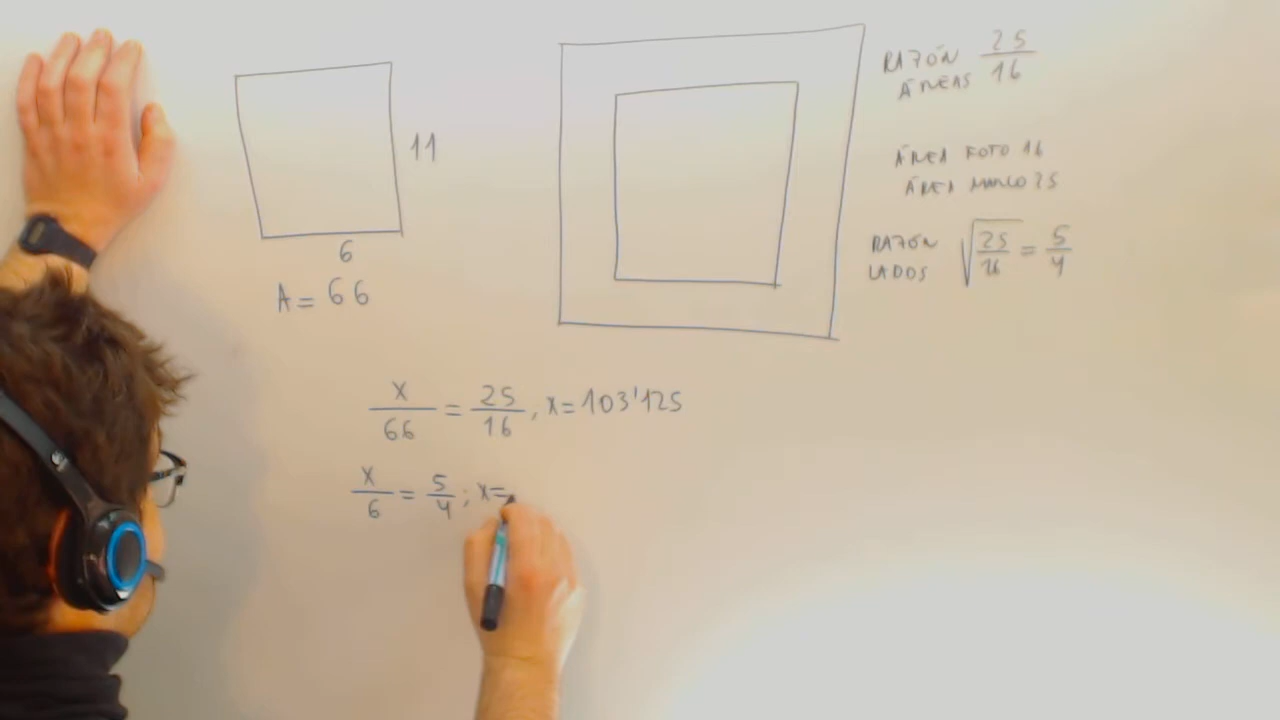 11
6
A = 66
RAZÓN 25/16
ÁREAS
ÁREA FOTO 16
ÁREA MARCO 25
RAZÓN √25/16 = 5/4
LADOS
x/66 = 25/16, x = 103'125
x/6 = 5/4; x =